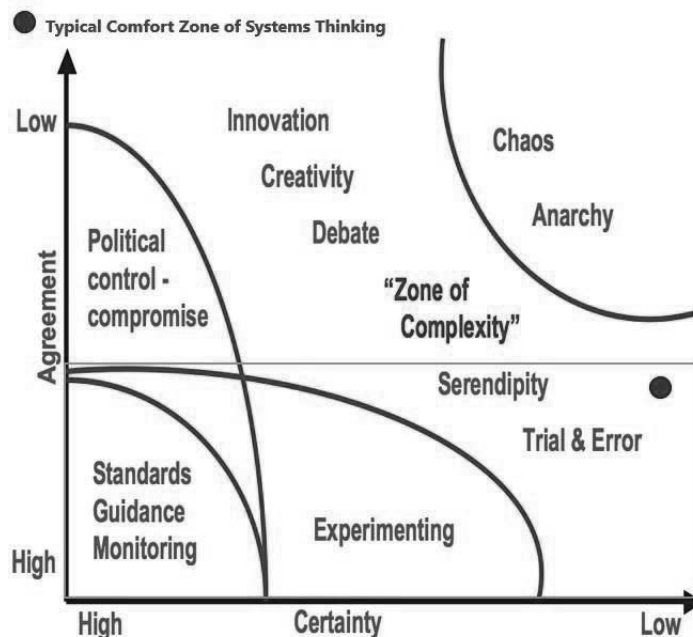 Typical Comfort Zone of Systems Thinking
Low
Innovation
Chaos
Creativity
Anarchy
Debate
Political
control -
compromise
“Zone of
Complexity”
Agreement
Serendipity
Trial & Error
Standards
Guidance
Monitoring
Experimenting
High
High
Certainty
Low